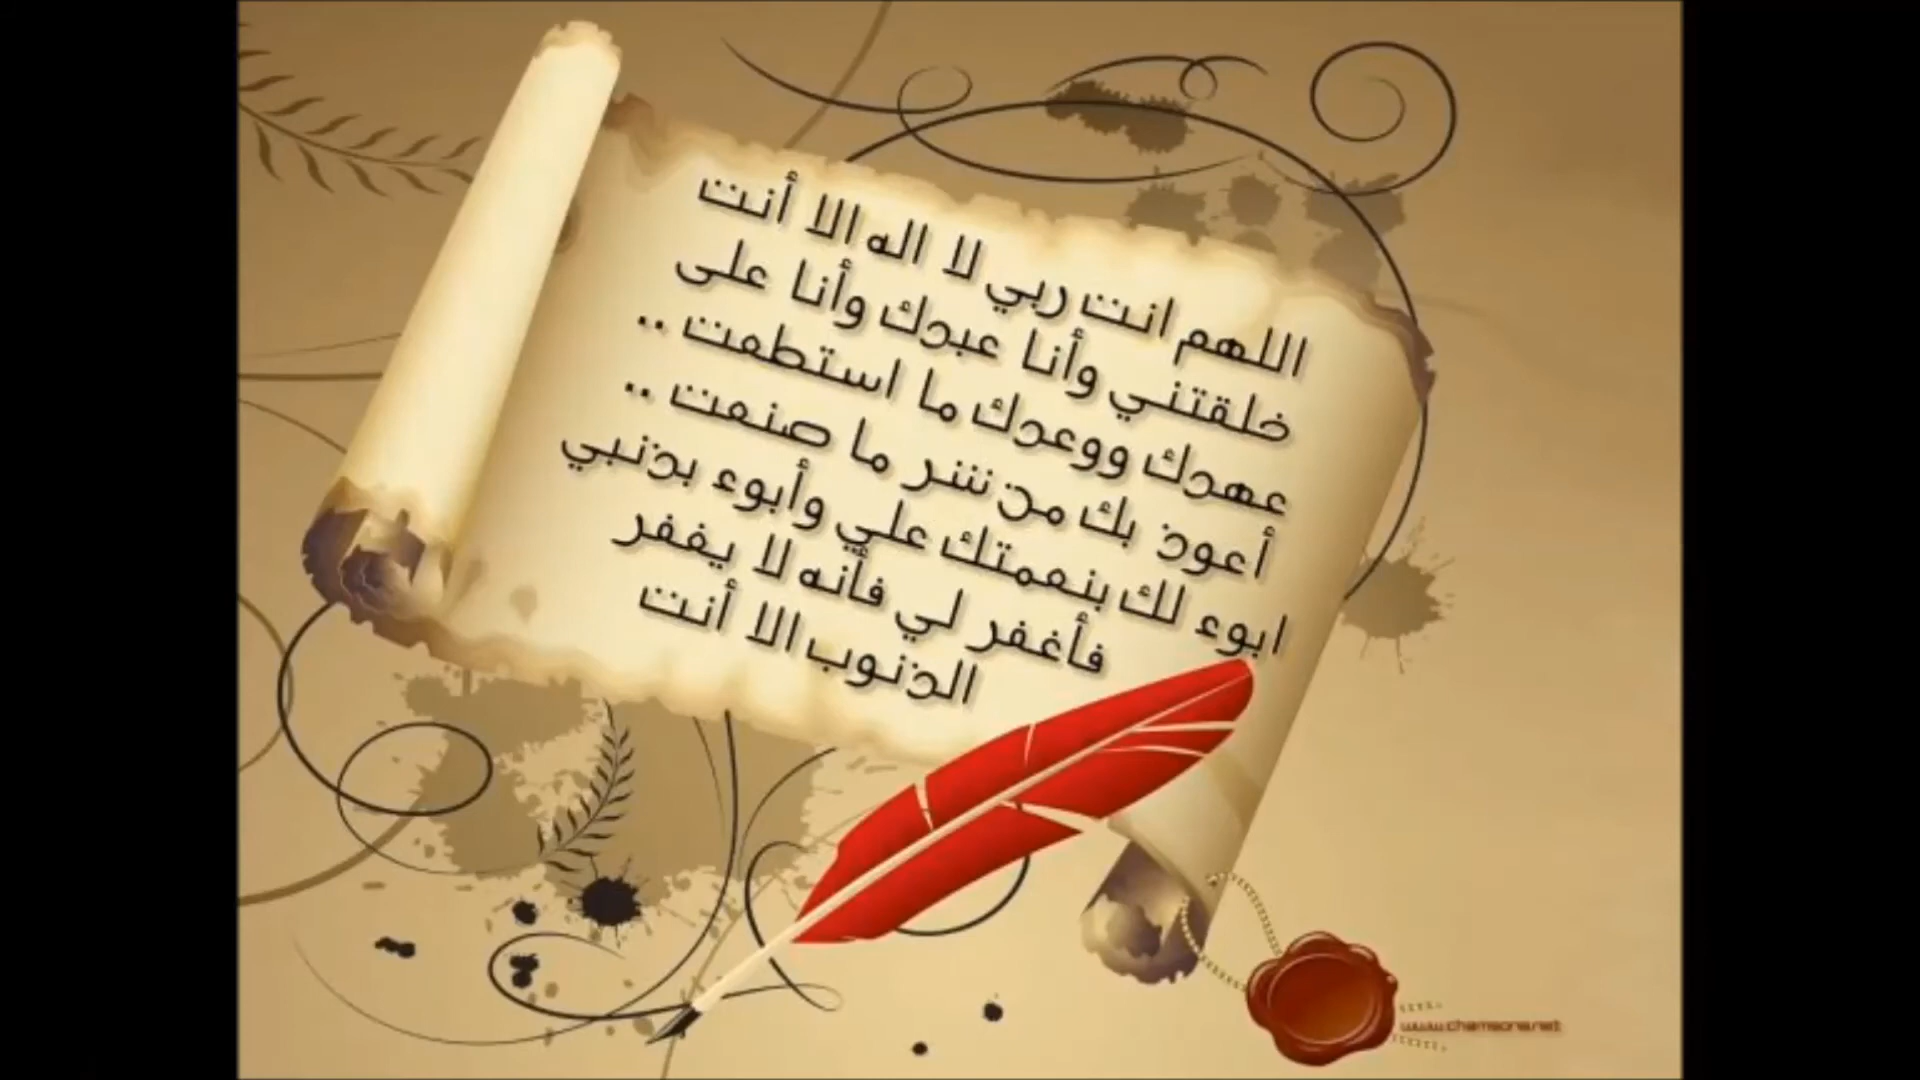 اللهم انت ربي لا اله الا أنت
خلقتني وأنا عبدك وأنا على
عهدك ووعدك ما استطعت ..
أعوذ بك من شر ما صنعت ..
ابوء لك بنعمتك علي وأبوء بذنبي
فأغفر لي فأنه لا يغفر
الذنوب الا أنت